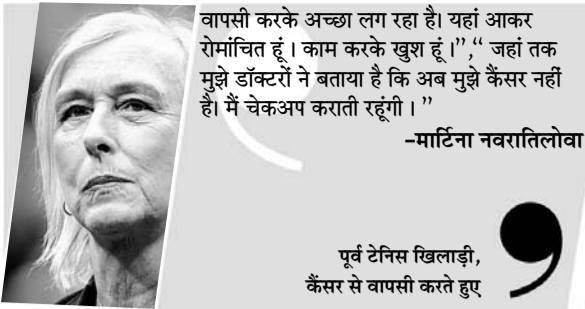 वापसी करके अच्छा लग रहा है। यहां आकर
रोमांचित हूं। काम करके खुश हूं।”,“ जहां तक
मुझे डॉक्टरों ने बताया है कि अब मुझे कैंसर नहीं
है। मैं चेकअप कराती रहूंगी। ”
-मार्टिना नवरातिलोवा
पूर्व टेनिस खिलाड़ी,
कैंसर से वापसी करते हुए